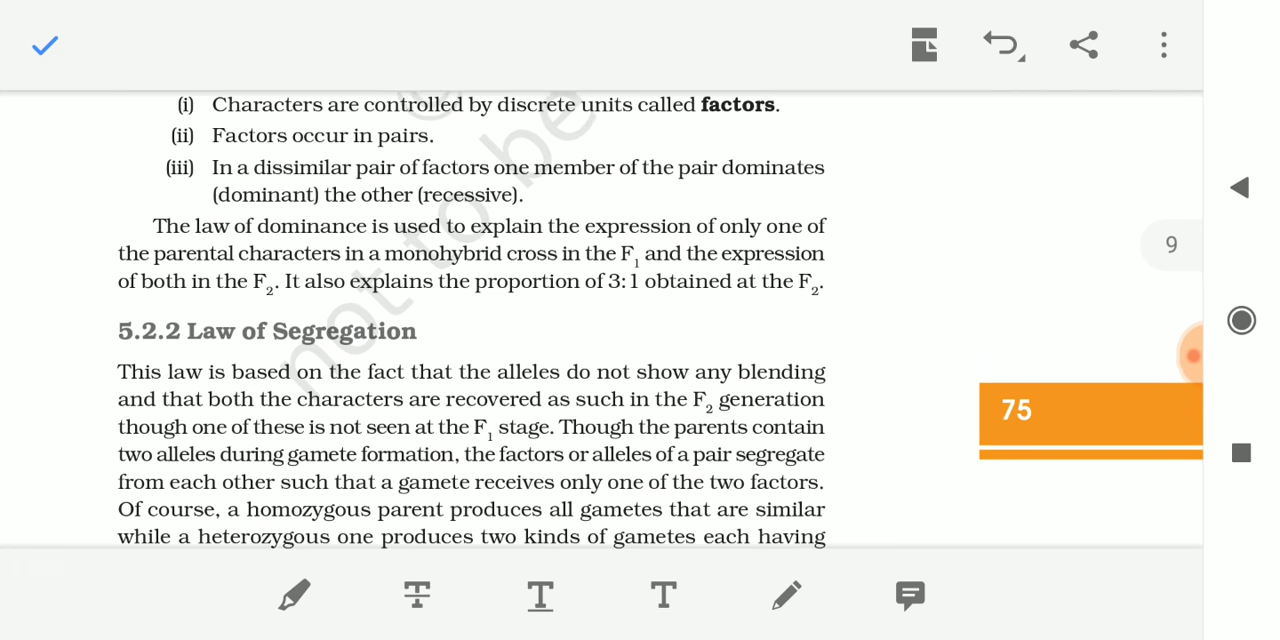 (i) Characters are controlled by discrete units called factors.
(ii) Factors occur in pairs.
(iii) In a dissimilar pair of factors one member of the pair dominates
(dominant) the other (recessive).
The law of dominance is used to explain the expression of only one of
the parental characters in a monohybrid cross in the F1 and the expression
of both in the F2. It also explains the proportion of 3:1 obtained at the F2.
9
5.2.2 Law of Segregation
This law is based on the fact that the alleles do not show any blending
and that both the characters are recovered as such in the F2 generation
though one of these is not seen at the F1 stage. Though the parents contain
two alleles during gamete formation, the factors or alleles of a pair segregate
from each other such that a gamete receives only one of the two factors.
Of course, a homozygous parent produces all gametes that are similar
while a heterozygous one produces two kinds of gametes each having
75
not to be